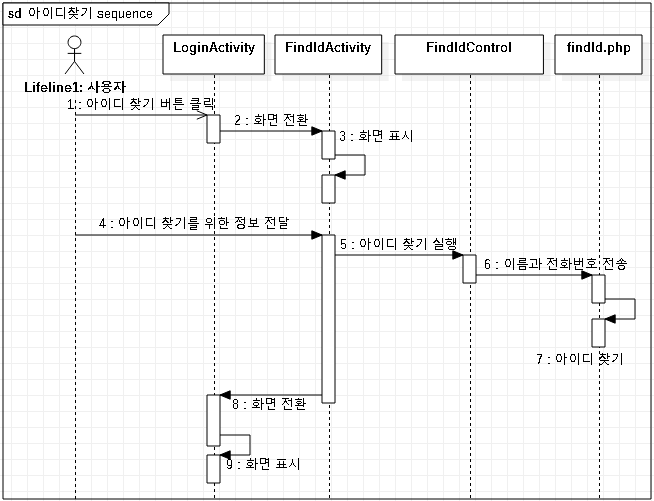 sd 아이디찾기 sequence
LoginActivity
FindIdActivity
FindIdControl
findId.php
Lifeline1: 사용자
1 : 아이디 찾기 버튼 클릭
2 : 화면 전환
3 : 화면 표시
4 : 아이디 찾기를 위한 정보 전달
5 : 아이디 찾기 실행
6 : 이름과 전화번호 전송
7 : 아이디 찾기
8 : 화면 전환
9 : 화면 표시